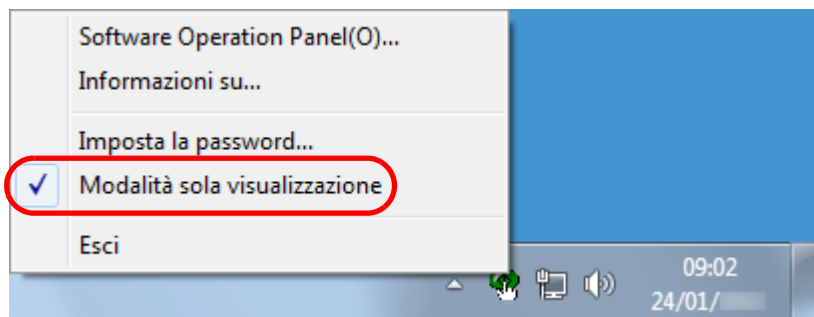 Software Operation Panel(O)...
Informazioni su...
Imposta la password...
Modalità sola visualizzazione
Esci
09:02
24/01/